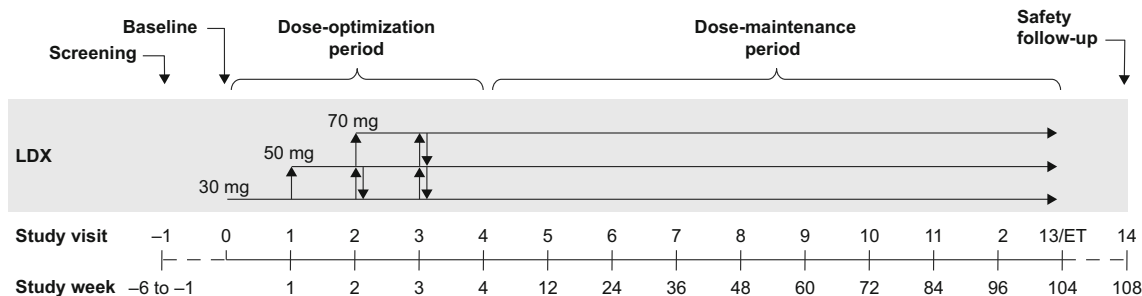 Screening
Baseline
Dose-optimization
period
Dose-maintenance
period
Safety
follow-up
LDX
70 mg
50 mg
30 mg
Study visit –1 0 1 2 3 4 5 6 7 8 9 10 11 2 13/ET 14
Study week –6 to –1 1 2 3 4 12 24 36 48 60 72 84 96 104 108